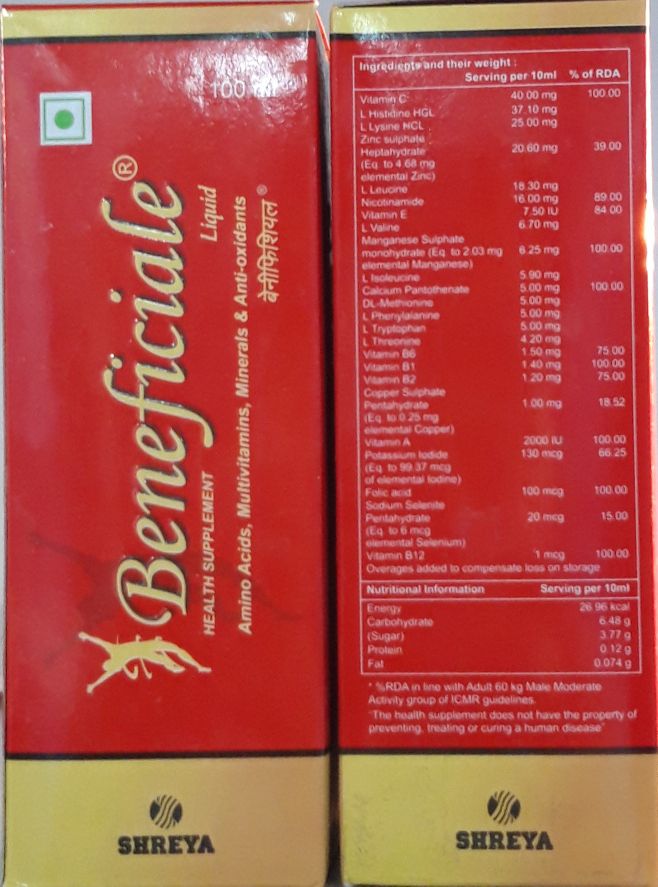 100 ml
Beneficiale®
Liquid
HEALTH SUPPLEMENT
Amino Acids, Multivitamins, Minerals & Anti-oxidants
बेनीफिशियल®
SHREYA
Ingredients and their weight :
Serving per 10ml % of RDA
Vitamin C 40.00 mg 100.00
L Histidine HGL 37.10 mg
L Lysine HCL 25.00 mg
Zinc sulphate
Heptahydrate 20.60 mg 39.00
(Eq. to 4.68 mg
elemental Zinc)
L Leucine 18.30 mg
Nicotinamide 16.00 mg 89.00
Vitamin E 7.50 IU 84.00
L Valine 6.70 mg
Manganese Sulphate
monohydrate (Eq. to 2.03 mg 6.25 mg 100.00
elemental Manganese)
L Isoleucine 5.90 mg
Calcium Pantothenate 5.00 mg 100.00
DL-Methionine 5.00 mg
L Phenylalanine 5.00 mg
L Tryptophan 5.00 mg
L Threonine 4.20 mg
Vitamin B6 1.50 mg 75.00
Vitamin B1 1.40 mg 100.00
Vitamin B2 1.20 mg 75.00
Copper Sulphate
Pentahydrate 1.00 mg 18.52
(Eq. to 0.25 mg
elemental Copper)
Vitamin A 2000 IU 100.00
Potassium Iodide 130 mcg 66.25
(Eq. to 99.37 mcg
of elemental Iodine)
Folic acid 100 mcg 100.00
Sodium Selenite
Pentahydrate 20 mcg 15.00
(Eq. to 6 mcg
elemental Selenium)
Vitamin B12 1 mcg 100.00
Overages added to compensate loss on storage
Nutritional Information Serving per 10ml
Energy 26.96 kcal
Carbohydrate 6.48 g
(Sugar) 3.77 g
Protein 0.12 g
Fat 0.074 g
* %RDA in line with Adult 60 kg Male Moderate
Activity group of ICMR guidelines.
"The health supplement does not have the property of
preventing, treating or curing a human disease"
SHREYA